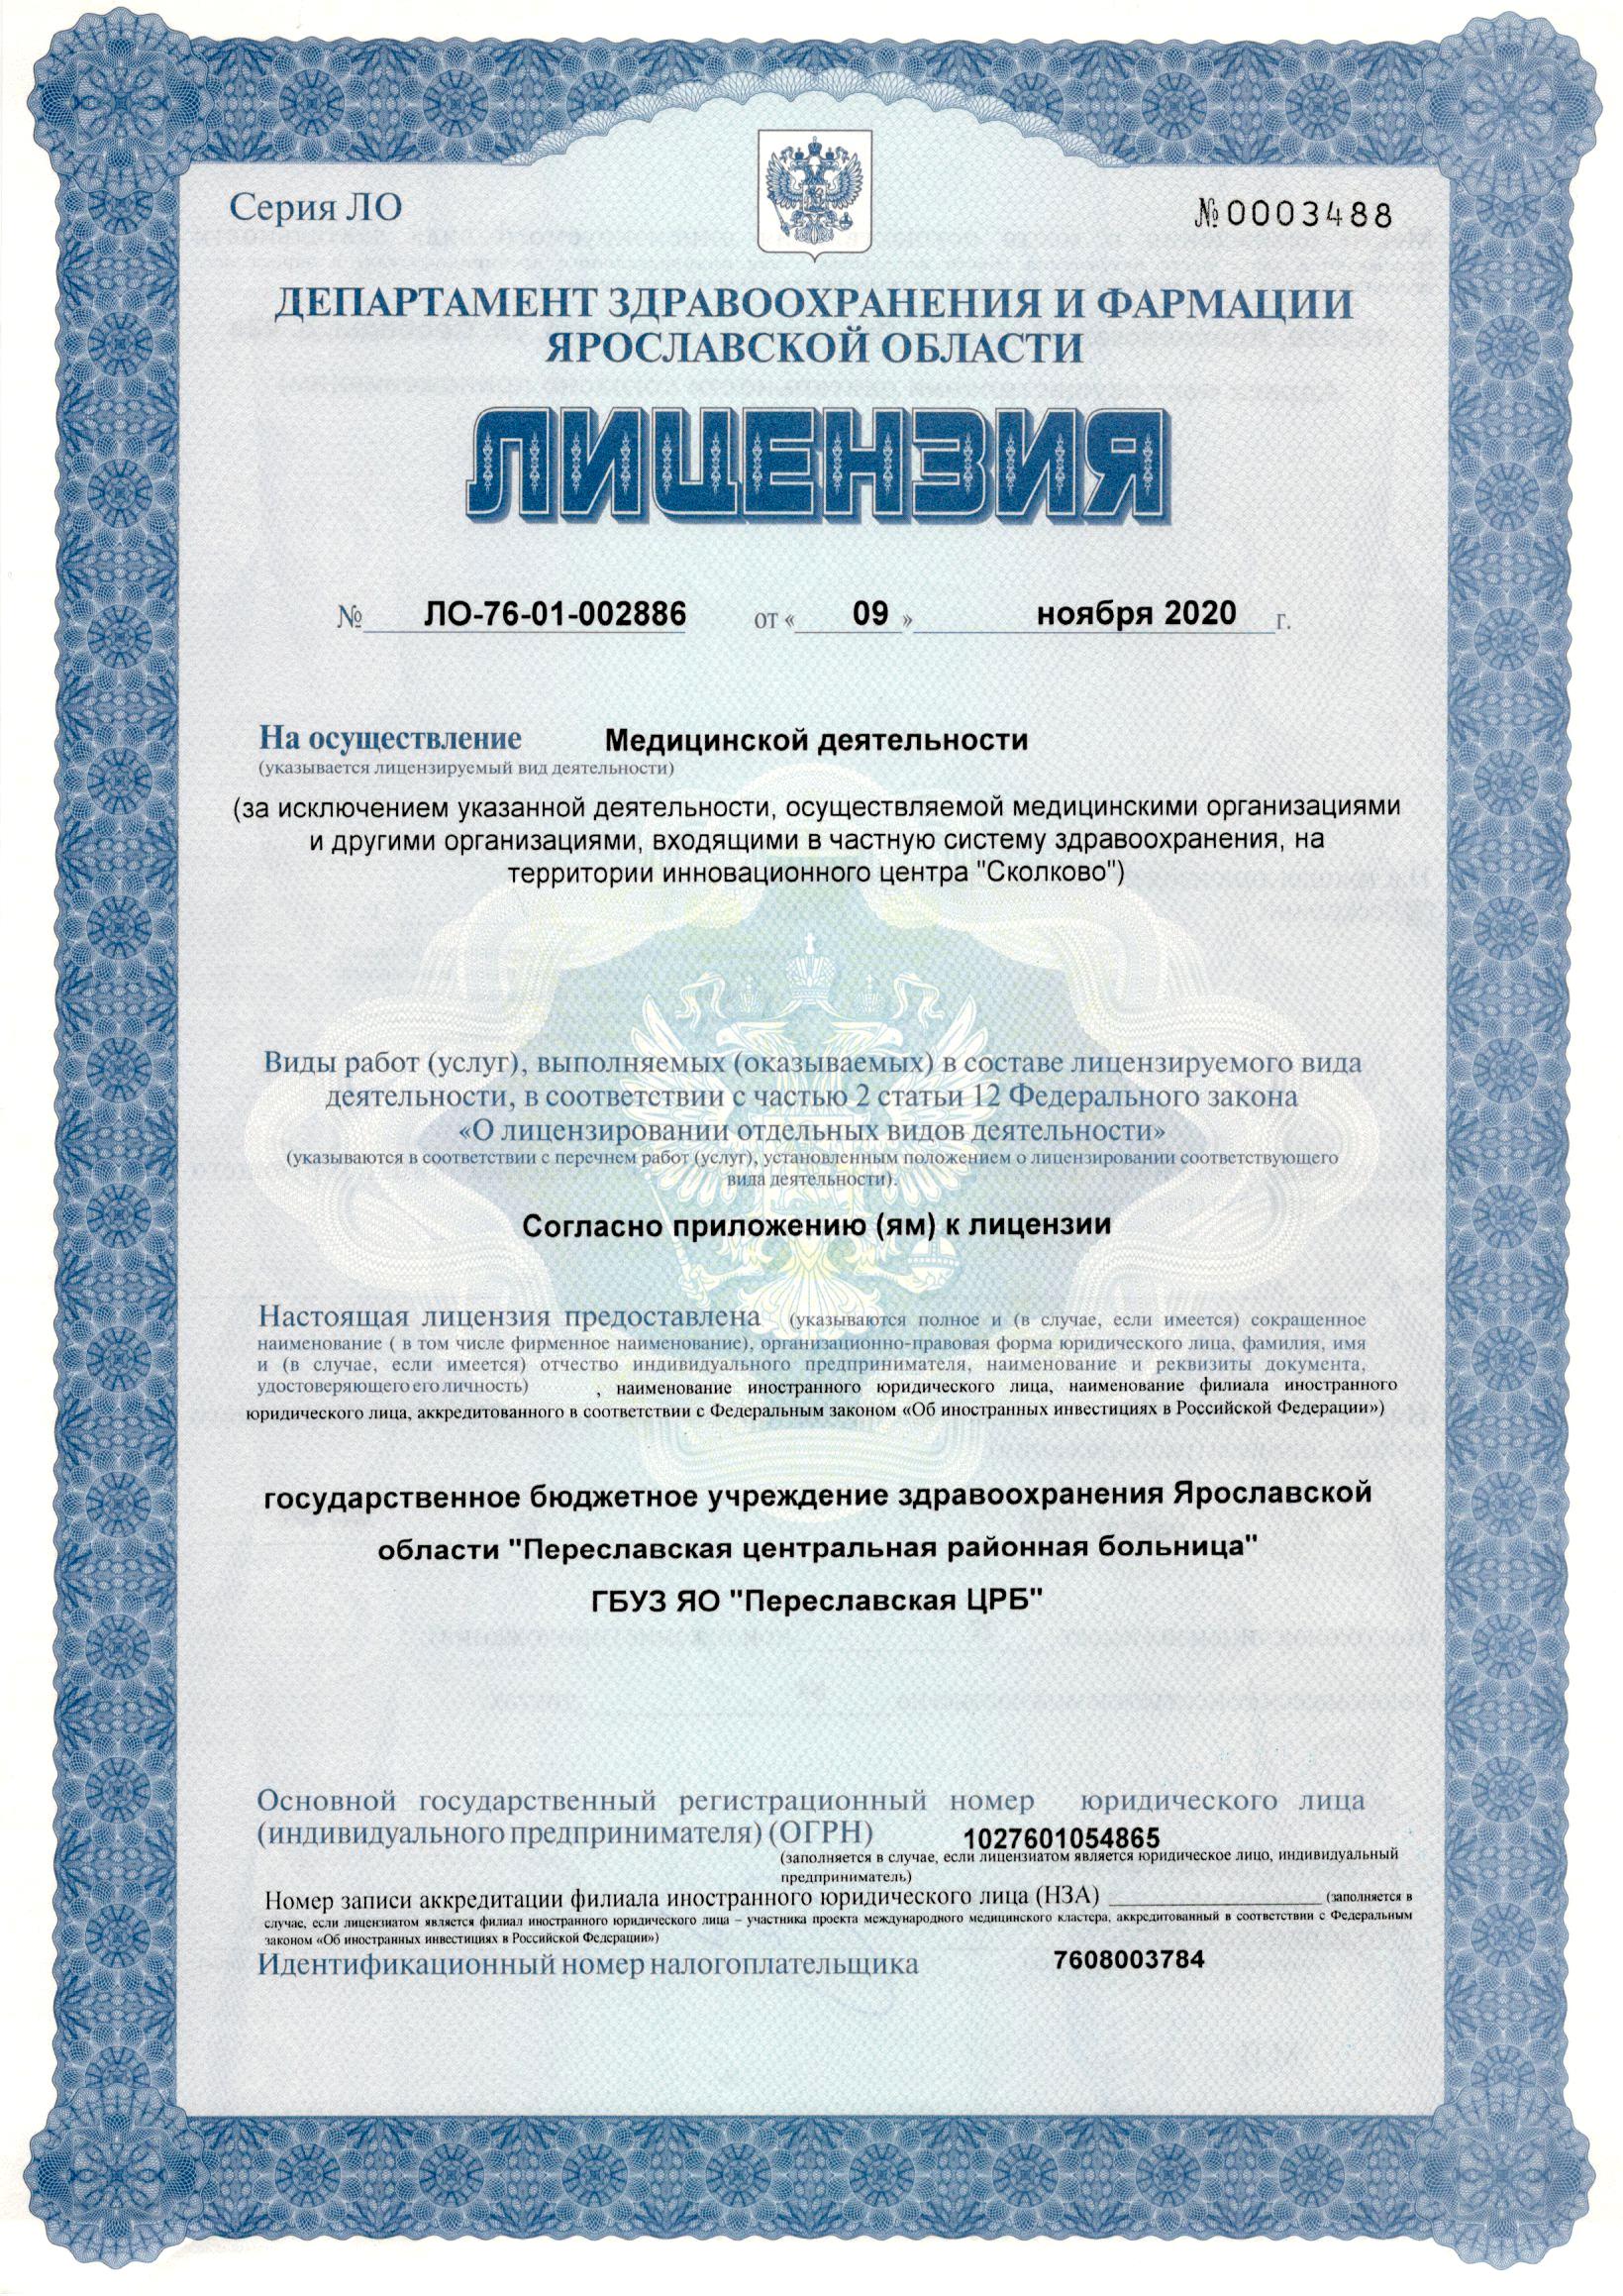 Серия ЛО
№ 0003488
ДЕПАРТАМЕНТ ЗДРАВООХРАНЕНИЯ И ФАРМАЦИИ
ЯРОСЛАВСКОЙ ОБЛАСТИ
ЛИЦЕНЗИЯ
№ ЛО-76-01-002886 от « 09 » ноября 2020 г.
На осуществление Медицинской деятельности
(указывается лицензируемый вид деятельности)
(за исключением указанной деятельности, осуществляемой медицинскими организациями
и другими организациями, входящими в частную систему здравоохранения, на
территории инновационного центра "Сколково")
Виды работ (услуг), выполняемых (оказываемых) в составе лицензируемого вида
деятельности, в соответствии с частью 2 статьи 12 Федерального закона
«О лицензировании отдельных видов деятельности»
(указываются в соответствии с перечнем работ (услуг), установленным положением о лицензировании соответствующего
вида деятельности).
Согласно приложению (ям) к лицензии
Настоящая лицензия предоставлена (указываются полное и (в случае, если имеется) сокращенное
наименование ( в том числе фирменное наименование), организационно-правовая форма юридического лица, фамилия, имя
и (в случае, если имеется) отчество индивидуального предпринимателя, наименование и реквизиты документа,
удостоверяющего его личность) , наименование иностранного юридического лица, наименование филиала иностранного
юридического лица, аккредитованного в соответствии с Федеральным законом «Об иностранных инвестициях в Российской Федерации»)
государственное бюджетное учреждение здравоохранения Ярославской
области "Переславская центральная районная больница"
ГБУЗ ЯО "Переславская ЦРБ"
Основной государственный регистрационный номер юридического лица
(индивидуального предпринимателя) (ОГРН) 1027601054865
(заполняется в случае, если лицензиатом является юридическое лицо, индивидуальный
предприниматель)
Номер записи аккредитации филиала иностранного юридического лица (НЗА) (заполняется в
случае, если лицензиатом является филиал иностранного юридического лица – участника проекта международного медицинского кластера, аккредитованный в соответствии с Федеральным
законом «Об иностранных инвестициях в Российской Федерации»)
Идентификационный номер налогоплательщика 7608003784